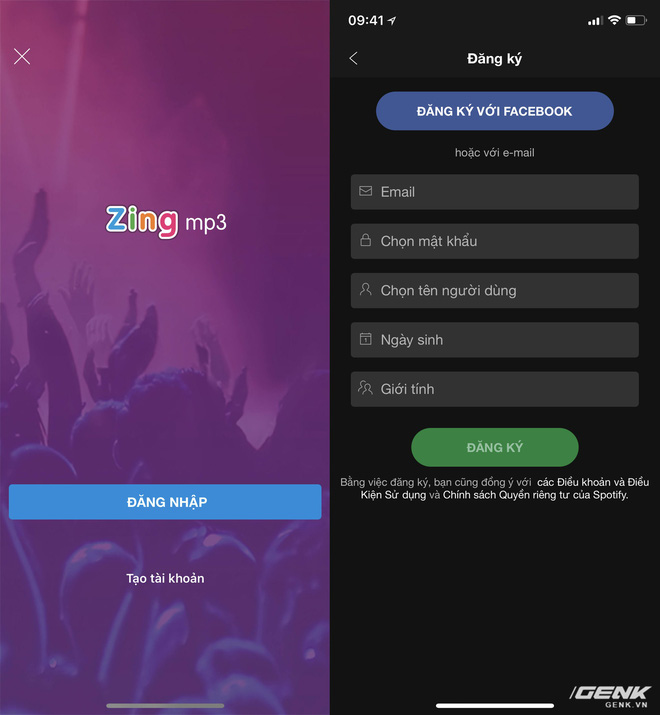 Zing mp3
ĐĂNG NHẬP
Tạo tài khoản
09:41
Đăng ký
ĐĂNG KÝ VỚI FACEBOOK
hoặc với e-mail
Email
Chọn mật khẩu
Chọn tên người dùng
Ngày sinh
Giới tính
ĐĂNG KÝ
Bằng việc đăng ký, bạn cũng đồng ý với các Điều khoản và Điều
Kiện Sử dụng và Chính sách Quyền riêng tư của Spotify.
GENK
GENK.VN